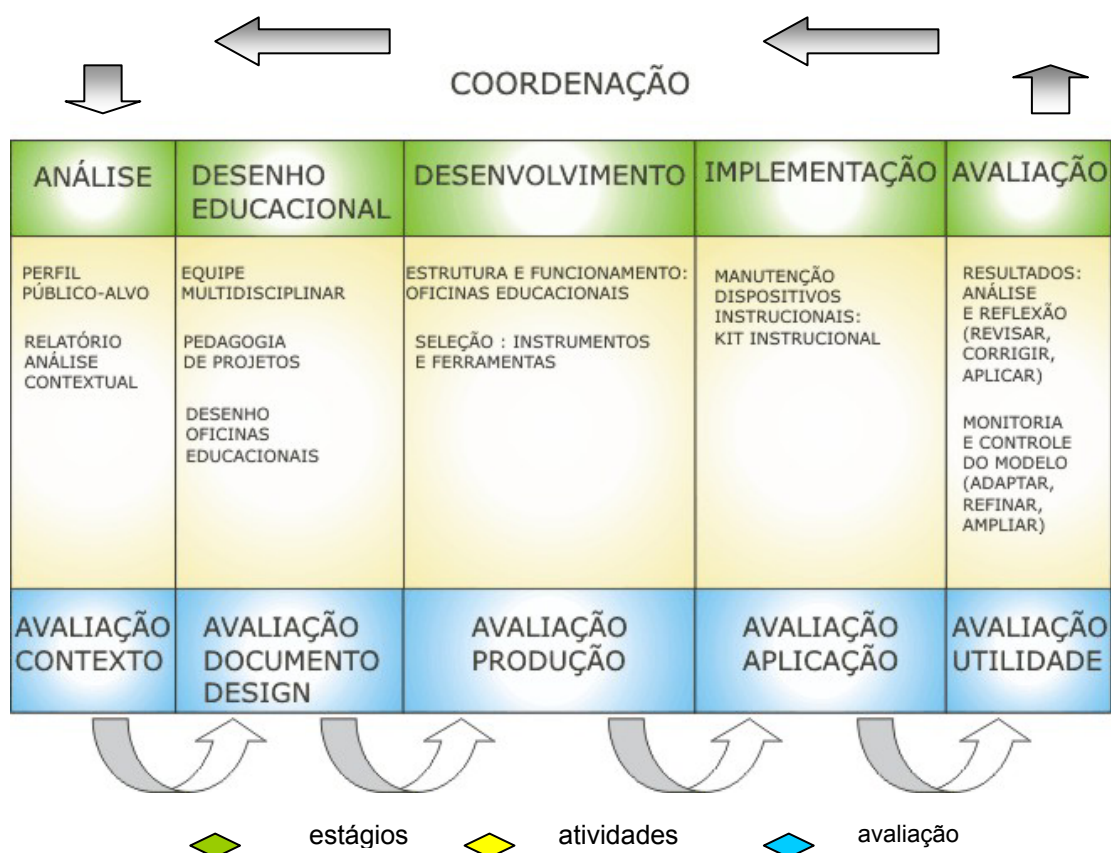 COORDENAÇÃO
ANÁLISE
DESENHO
EDUCACIONAL
DESENVOLVIMENTO
IMPLEMENTAÇÃO
AVALIAÇÃO
PERFIL
PÚBLICO-ALVO
RELATÓRIO
ANÁLISE
CONTEXTUAL
EQUIPE
MULTIDISCIPLINAR
PEDAGOGIA
DE PROJETOS
DESENHO
OFICINAS
EDUCACIONAIS
ESTRUTURA E FUNCIONAMENTO:
OFICINAS EDUCACIONAIS
SELEÇÃO : INSTRUMENTOS
E FERRAMENTAS
MANUTENÇÃO
DISPOSITIVOS
INSTRUCIONAIS:
KIT INSTRUCIONAL
RESULTADOS:
ANÁLISE
E REFLEXÃO
(REVISAR,
CORRIGIR,
APLICAR)
MONITORIA
E CONTROLE
DO MODELO
(ADAPTAR,
REFINAR,
AMPLIAR)
AVALIAÇÃO
CONTEXTO
AVALIAÇÃO
DOCUMENTO
DESIGN
AVALIAÇÃO
PRODUÇÃO
AVALIAÇÃO
APLICAÇÃO
AVALIAÇÃO
UTILIDADE
estágios
atividades
avaliação